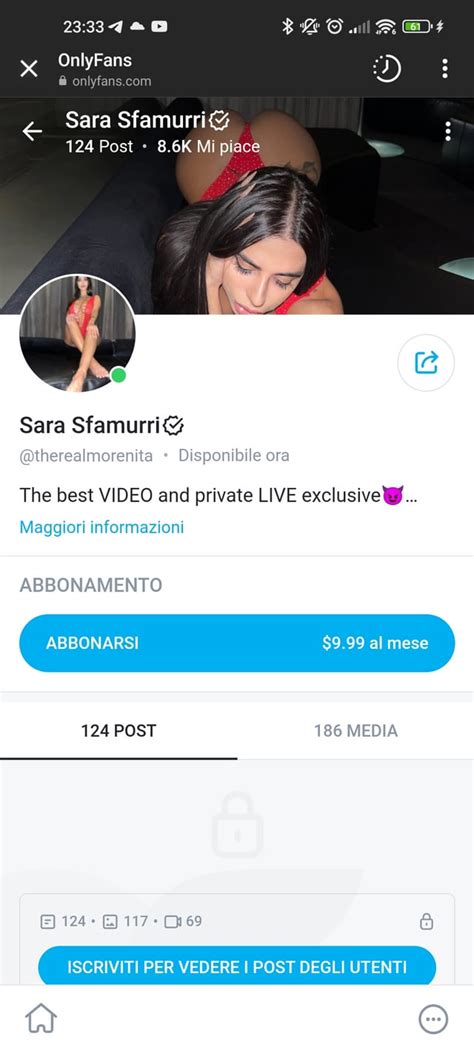 23:33
61
OnlyFans
onlyfans.com
Sara Sfamurri
124 Post • 8.6K Mi piace
Sara Sfamurri
@therealmorenita • Disponibile ora
The best VIDEO and private LIVE exclusive😈...
Maggiori informazioni
ABBONAMENTO
ABBONARSI $9.99 al mese
124 POST 186 MEDIA
124 • 117 • 69
ISCRIVITI PER VEDERE I POST DEGLI UTENTI